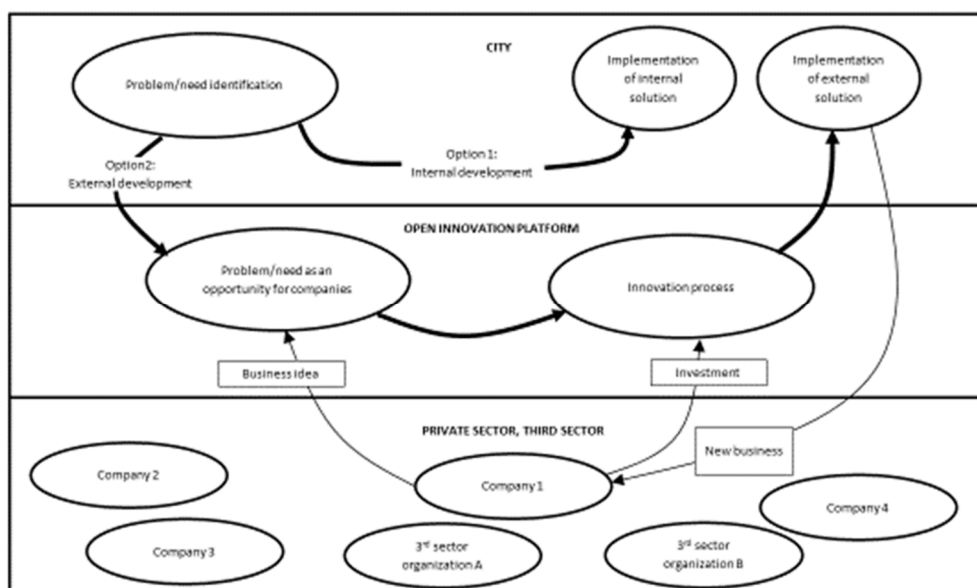 CITY
Problem/need identification
Implementation
of internal
solution
Implementation
of external
solution
Option 1:
Internal development
Option2:
External development
OPEN INNOVATION PLATFORM
Problem/need as an
opportunity for companies
Innovation process
Business idea
Investment
PRIVATE SECTOR, THIRD SECTOR
New business
Company 2
Company 1
Company 4
Company 3
3rd sector
organization A
3rd sector
organization B